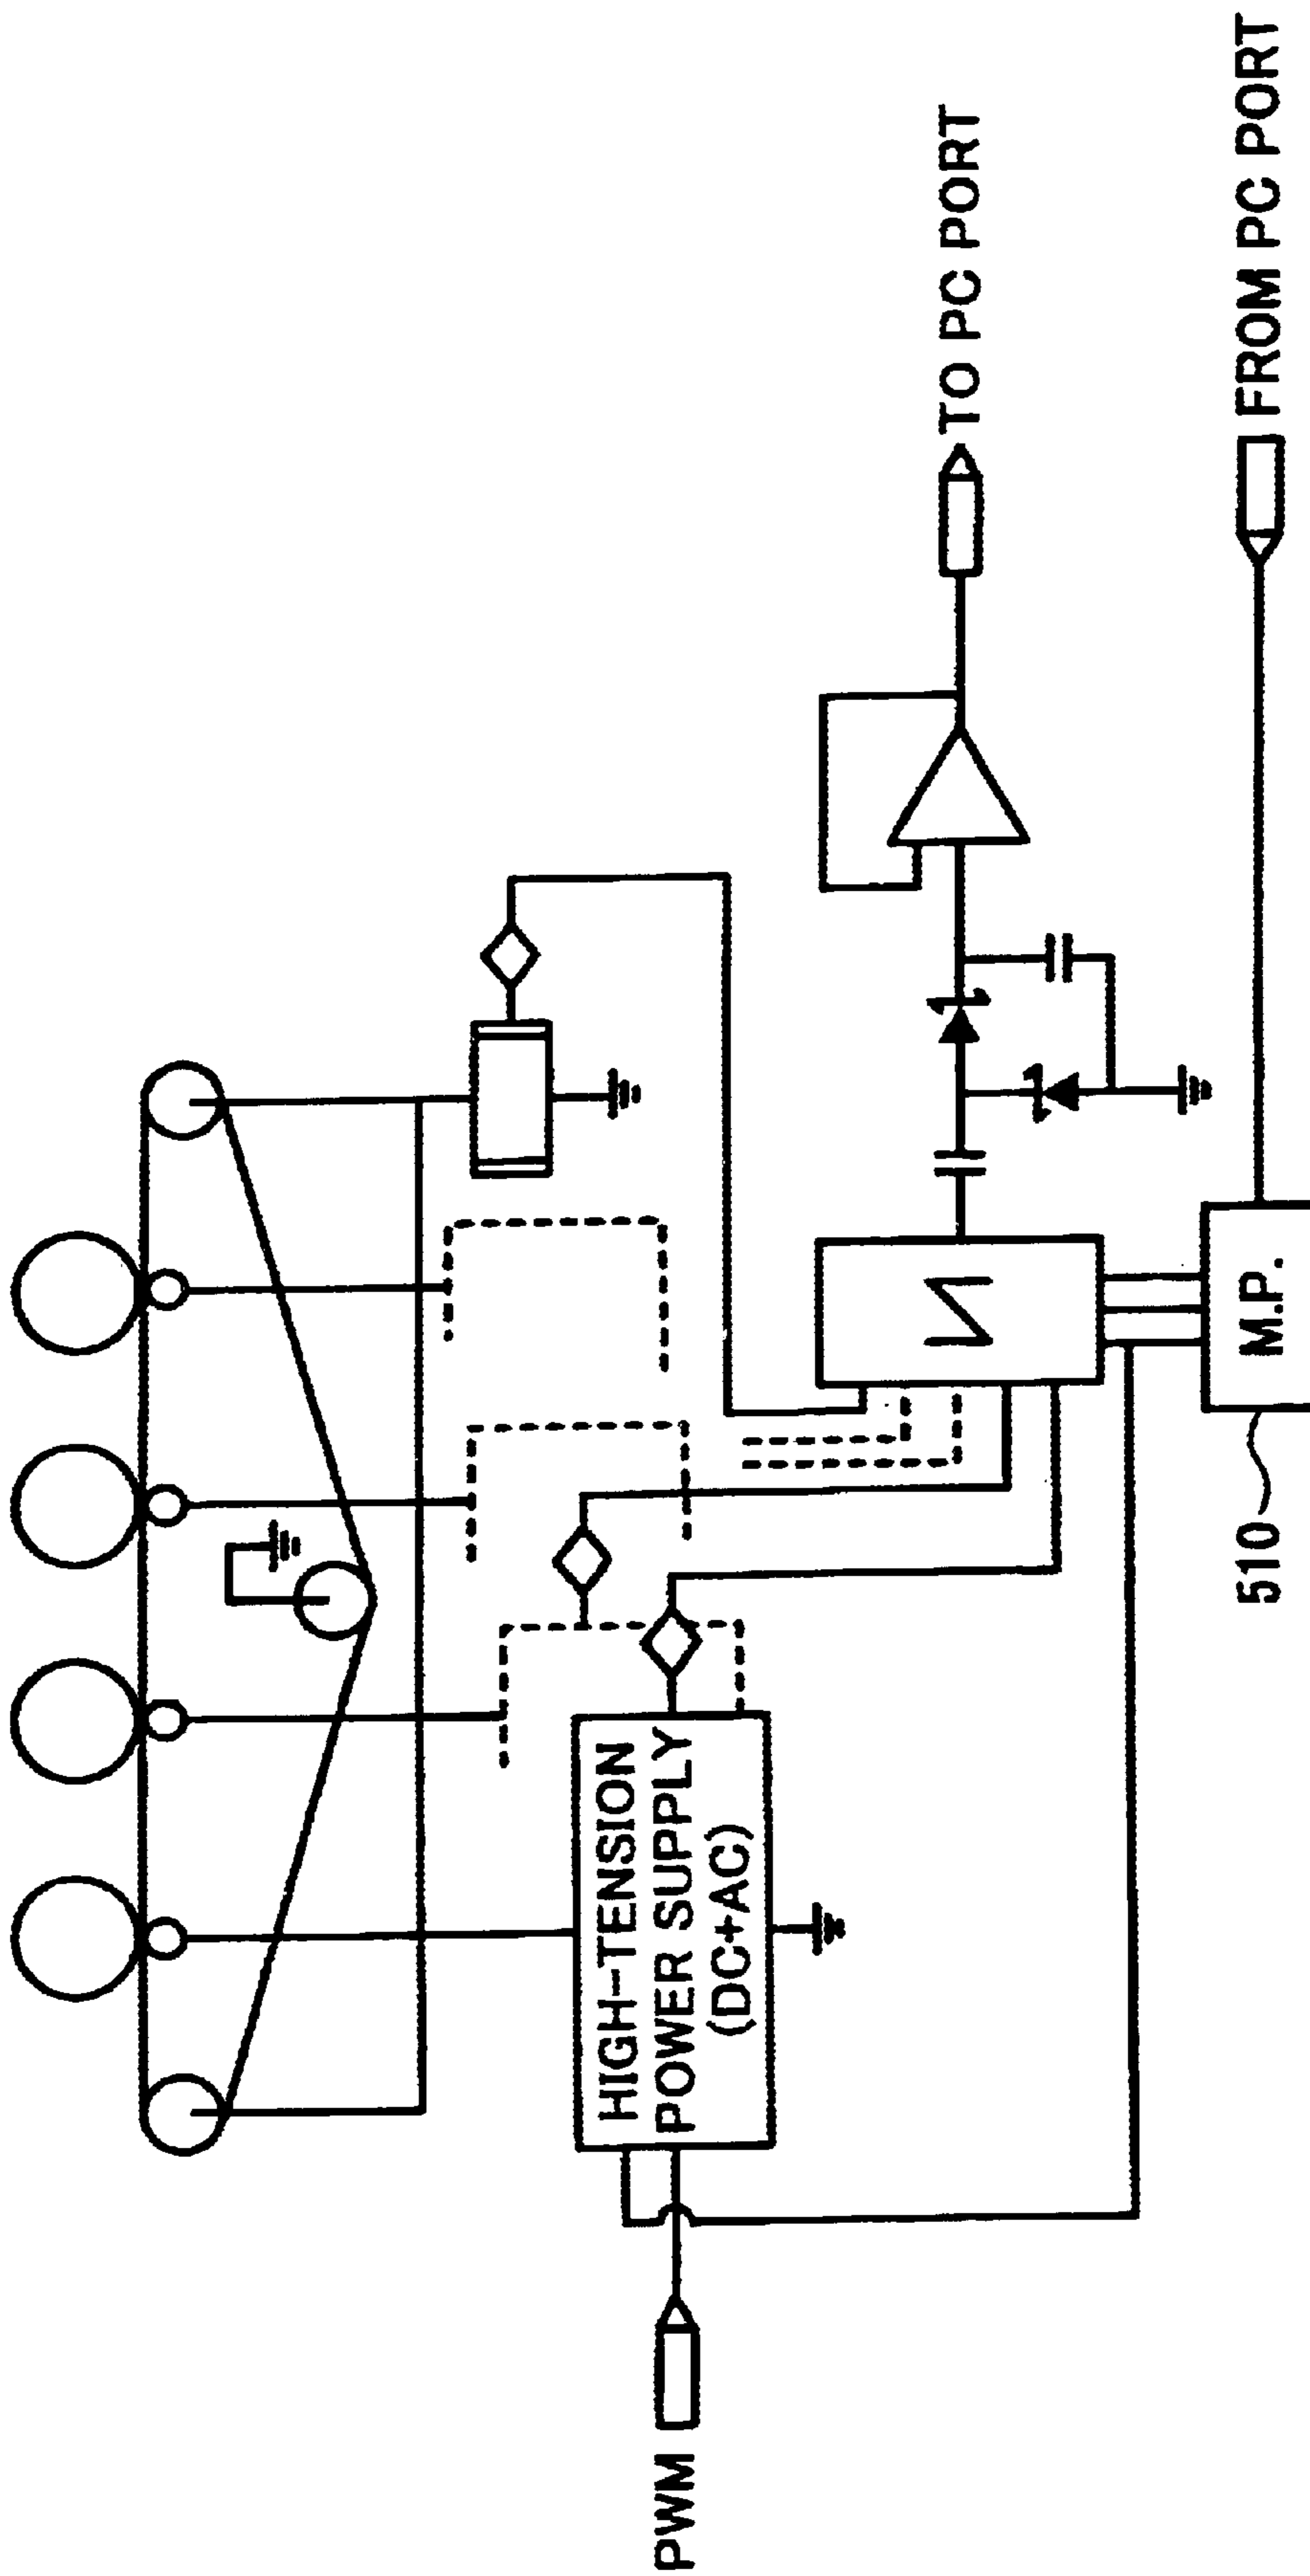 PWM
HIGH-TENSION
POWER SUPPLY
(DC+AC)
Σ
TO PC PORT
510
M.P.
FROM PC PORT